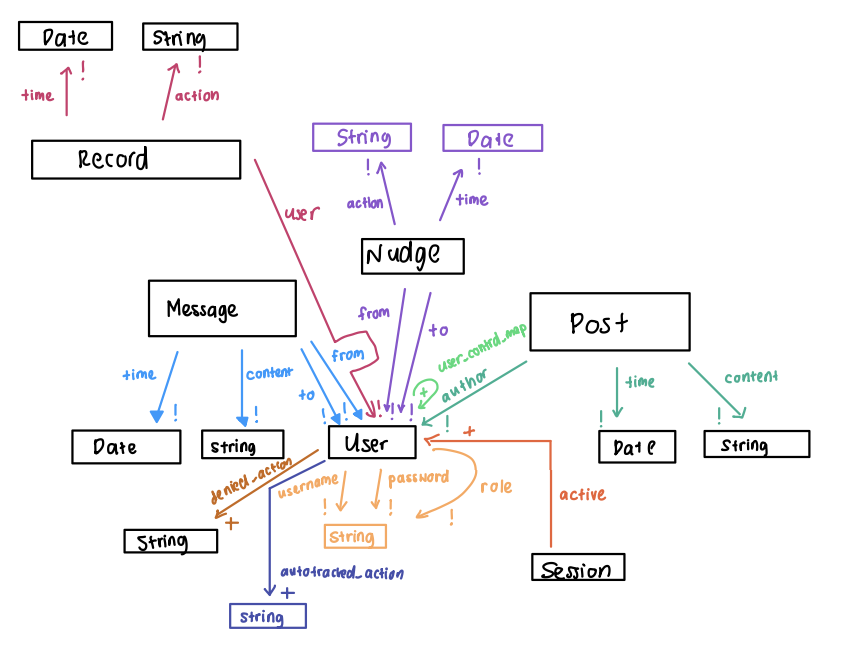 Date
String
!
!
time
action
Record
String
Date
!
!
action
time
user
Nudge
Message
Post
from
to
user_control_map
from
time
content
to
+
author
time
content
!
!
!
!
!
!
!
!
!
!
!
Date
string
User
+
Date
string
denied_action
username
password
role
active
!
!
!
+
String
string
autotracked_action
+
Session
string